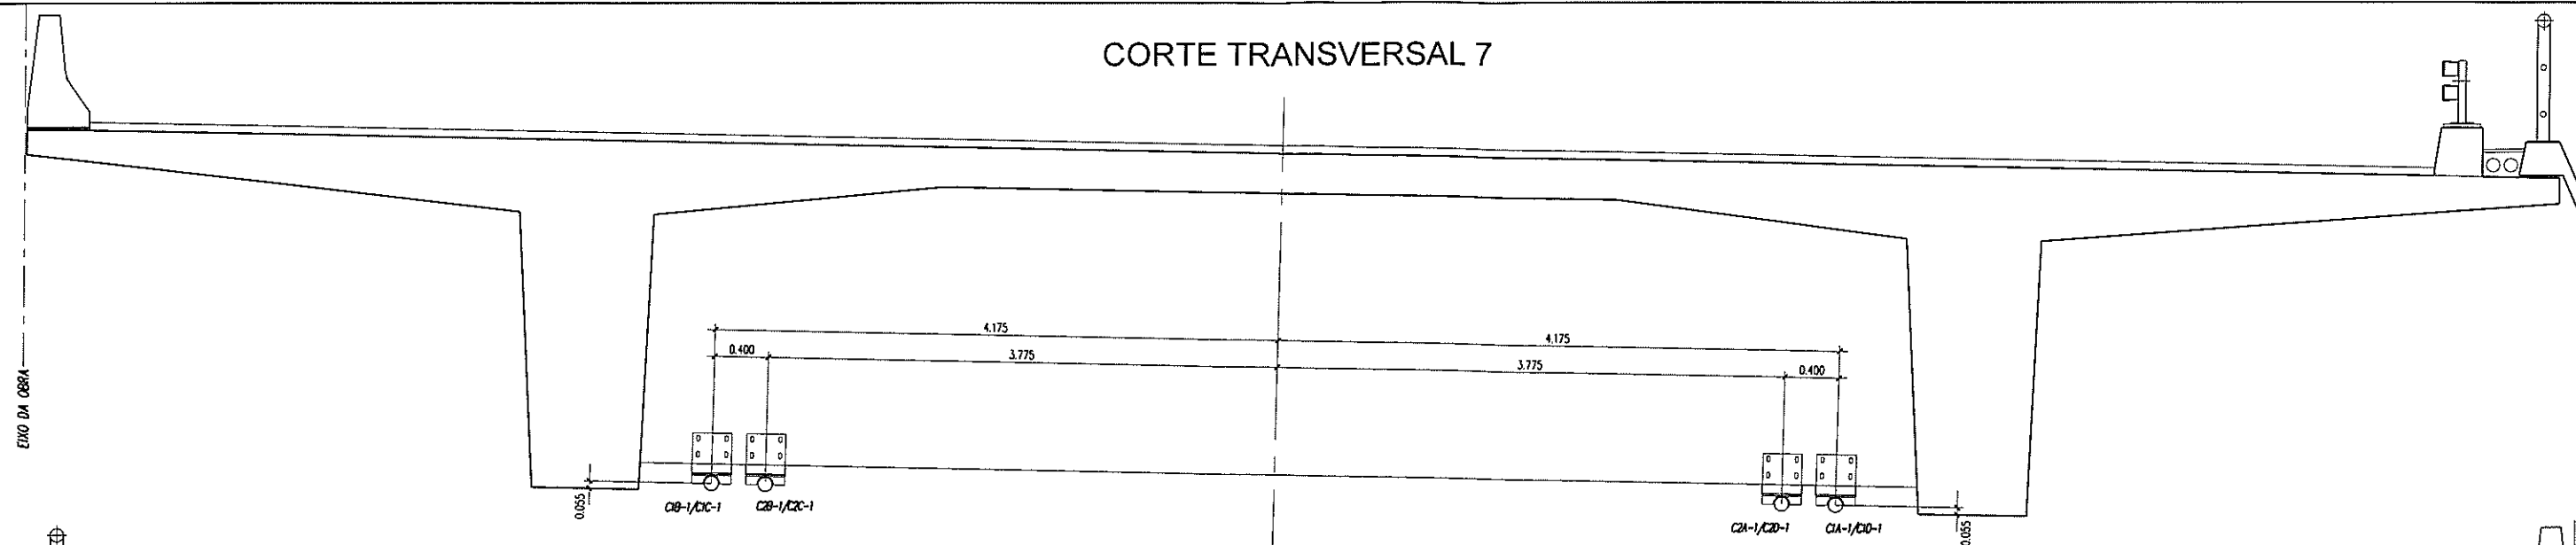 CORTE TRANSVERSAL 7
EIXO DA OBRA
4.175
4.175
0.400
3.775
3.775
0.400
0.055
C1B-1/C1C-1
C2B-1/C2C-1
C2A-1/C2D-1
C1A-1/C1D-1
0.055